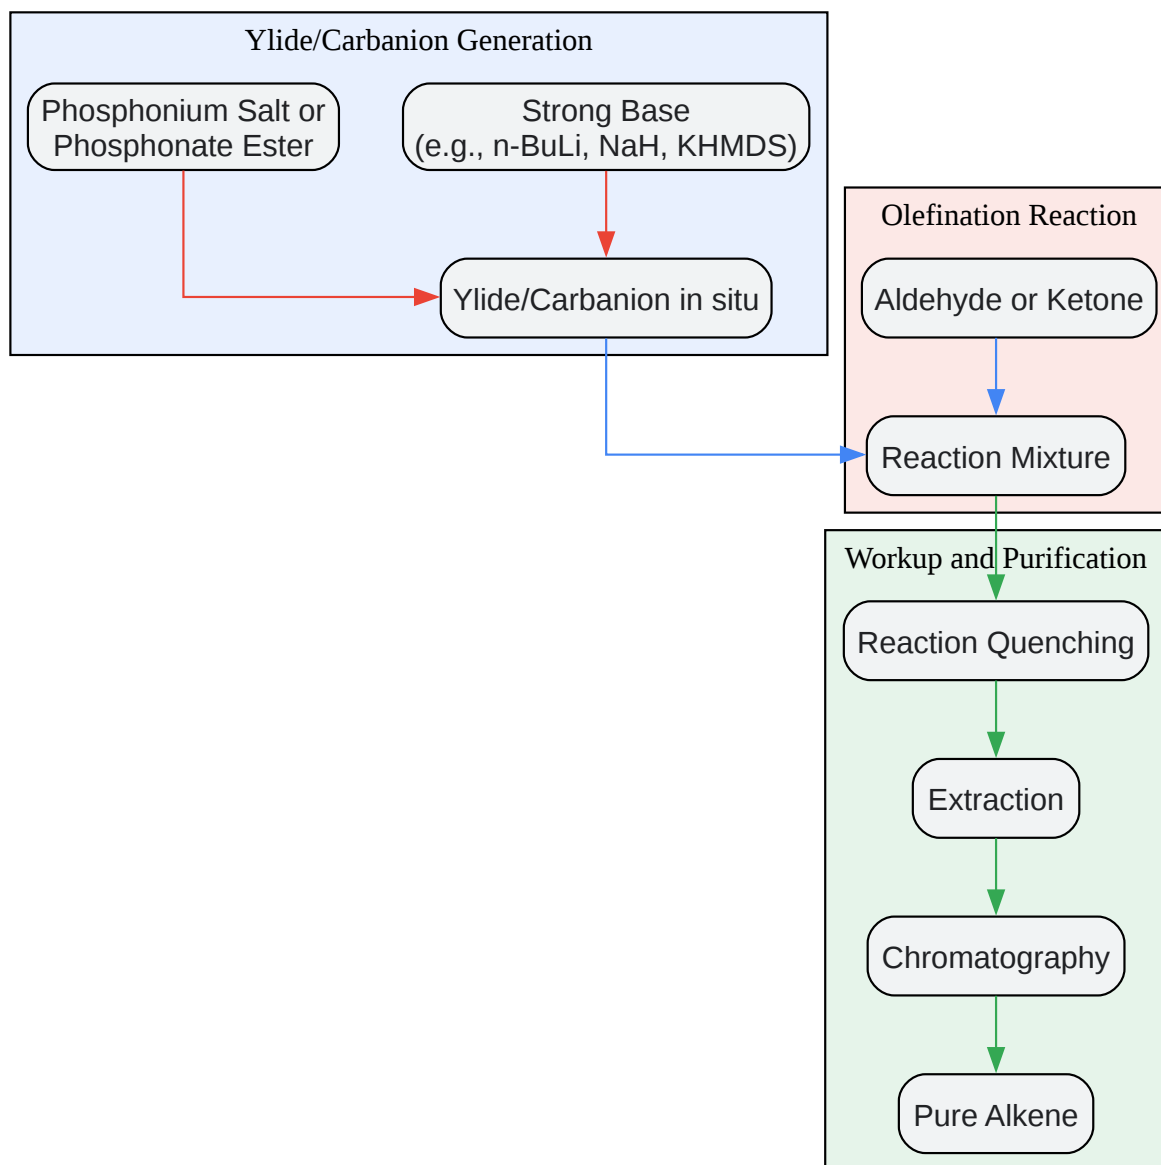 Ylide/Carbanion Generation
Phosphonium Salt or
Phosphonate Ester
Strong Base
(e.g., n-BuLi, NaH, KHMDS)
Ylide/Carbanion in situ
Olefination Reaction
Aldehyde or Ketone
Reaction Mixture
Workup and Purification
Reaction Quenching
Extraction
Chromatography
Pure Alkene